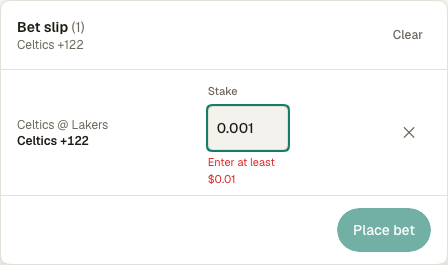 Bet slip (1)
Celtics +122
Clear
Stake
Celtics @ Lakers
Celtics +122
0.001
Enter at least
$0.01
Place bet